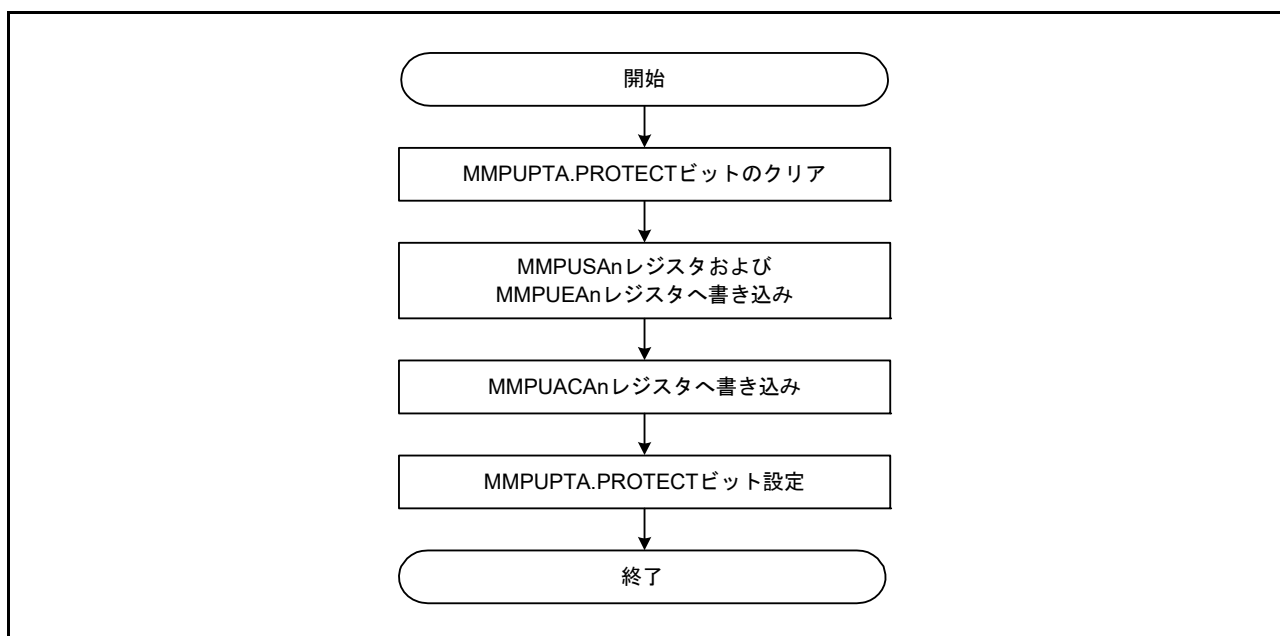 開始
MMPUPTA.PROTECTビットのクリア
MMPUSAnレジスタおよび
MMPUEAnレジスタへ書き込み
MMPUACAnレジスタへ書き込み
MMPUPTA.PROTECTビット設定
終了